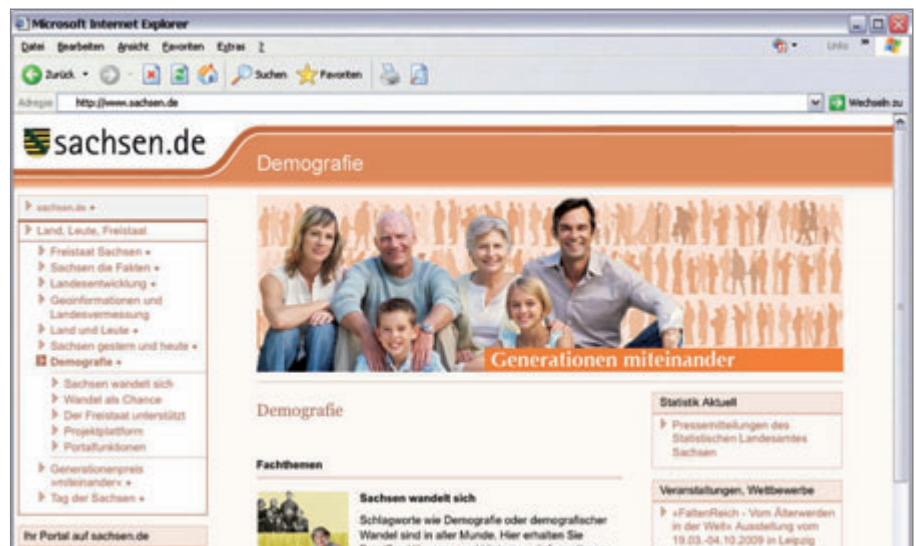 Microsoft Internet Explorer
Datei Bearbeiten Ansicht Favoriten Extras ?
Links »
Zurück Suchen Favoriten
Adresse http://www.sachsen.de Wechseln zu
sachsen.de
Demografie
sachsen.de +
Land, Leute, Freistaat
Freistaat Sachsen +
Sachsen die Fakten +
Landesentwicklung +
Geoinformationen und
Landesvermessung
Land und Leute +
Sachsen gestern und heute +
Demografie +
Sachsen wandelt sich
Wandel als Chance
Der Freistaat unterstützt
Projektplattform
Portalfunktionen
Generationenpreis
»miteinander« +
Tag der Sachsen +
Ihr Portal auf sachsen.de
Generationen miteinander
Demografie
Fachthemen
Sachsen wandelt sich
Schlagworte wie Demografie oder demografischer
Wandel sind in aller Munde. Hier erhalten Sie
Statistik Aktuell
Pressemitteilungen des
Statistischen Landesamtes
Sachsen
Veranstaltungen, Wettbewerbe
»FaltenReich - Vom Älterwerden
in der Welt« Ausstellung vom
19.03.-04.10.2009 in Leipzig